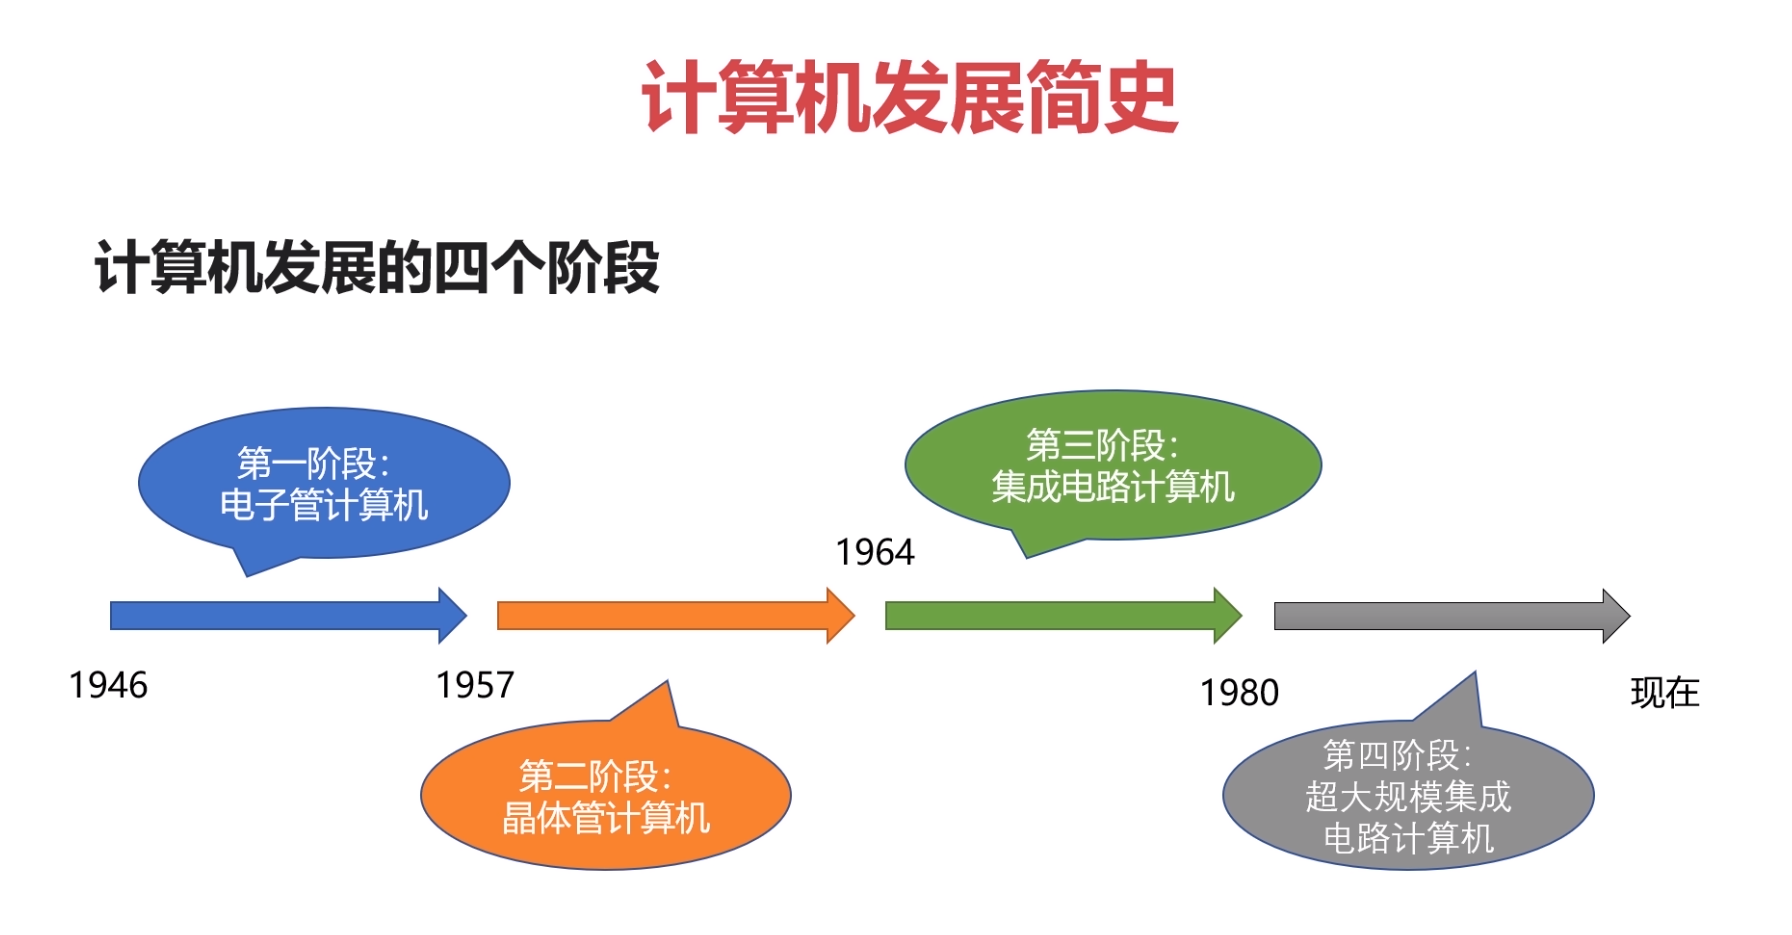 计算机发展简史
计算机发展的四个阶段
第一阶段：
电子管计算机
第三阶段：
集成电路计算机
1964
1946
1957
1980
现在
第二阶段：
晶体管计算机
第四阶段：
超大规模集成
电路计算机